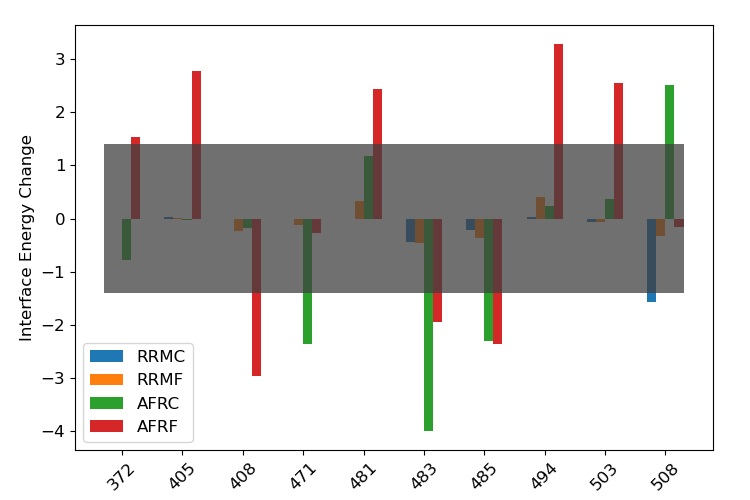 Interface Energy Change
3
2
1
0
−1
−2
−3
−4
RRMC
RRMF
AFRC
AFRF
372 405 408 471 481 483 485 494 503 508